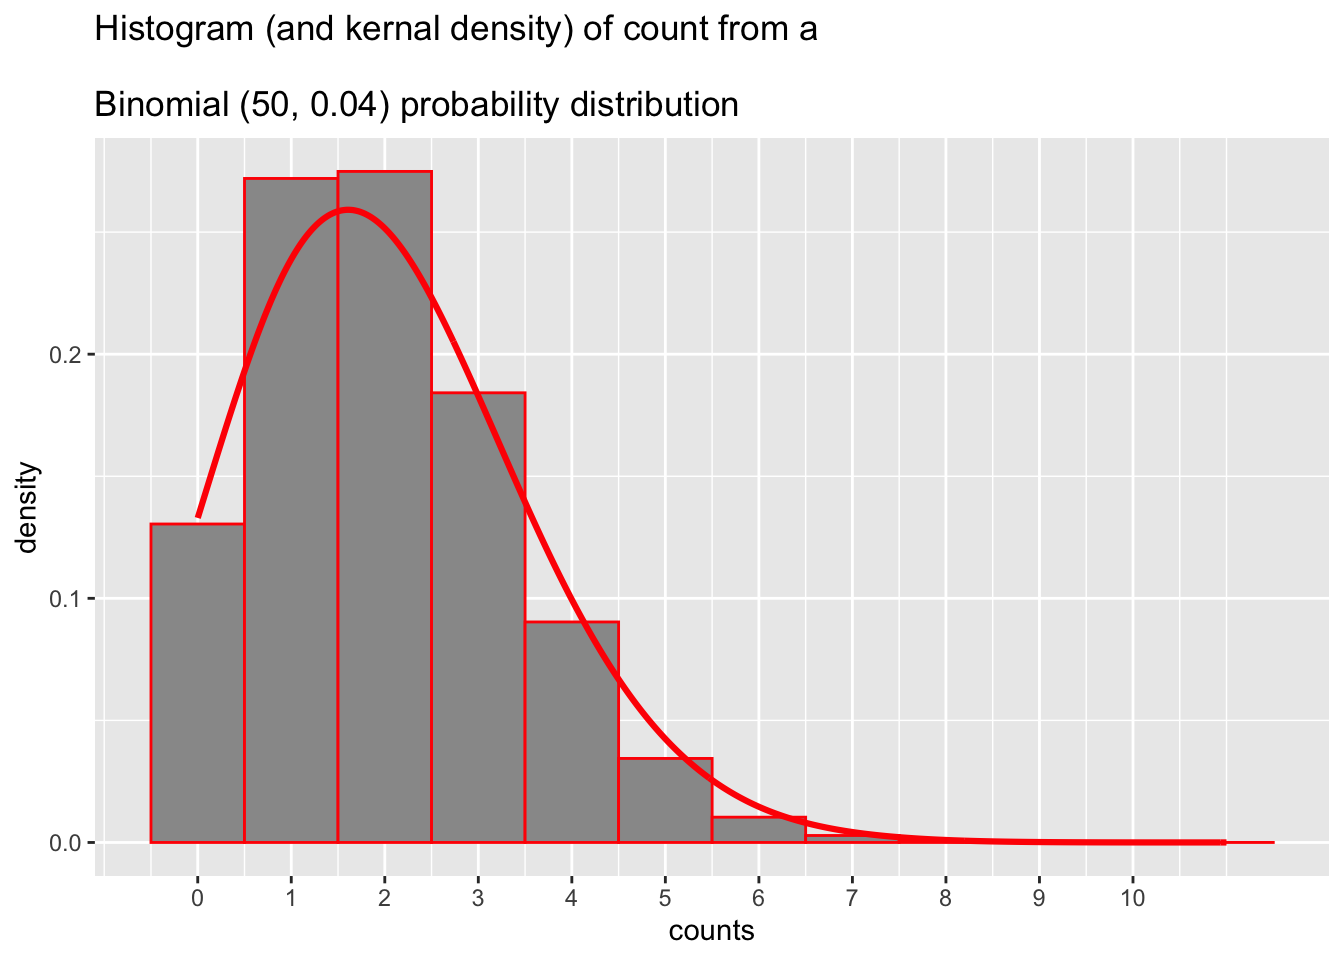 Histogram (and kernal density) of count from a
Binomial (50, 0.04) probability distribution
density
0.2
0.1
0.0
0 1 2 3 4 5 6 7 8 9 10
counts